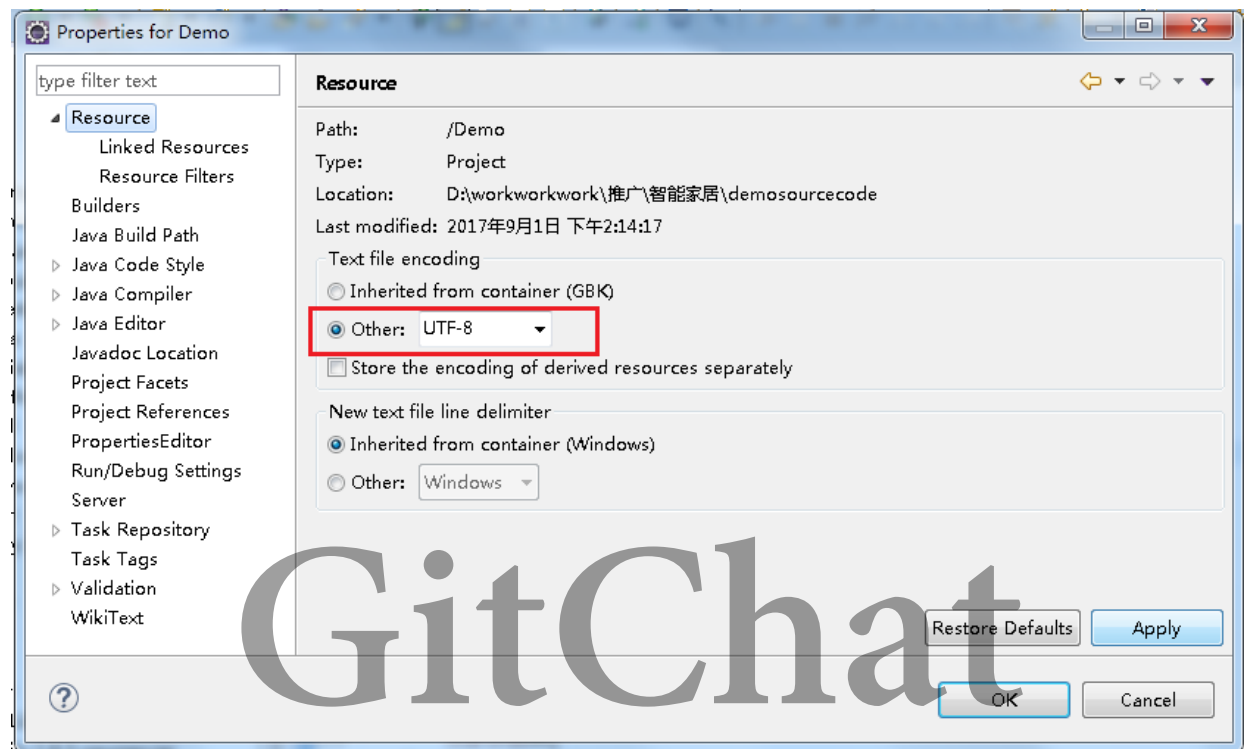 Properties for Demo
type filter text
Resource
Linked Resources
Resource Filters
Builders
Java Build Path
Java Code Style
Java Compiler
Java Editor
Javadoc Location
Project Facets
Project References
PropertiesEditor
Run/Debug Settings
Server
Task Repository
Task Tags
Validation
WikiText
Resource
Path: /Demo
Type: Project
Location: D:\workworkwork\推广\智能家居\demosourcecode
Last modified: 2017年9月1日 下午2:14:17
Text file encoding
Inherited from container (GBK)
Other: UTF-8
Store the encoding of derived resources separately
New text file line delimiter
Inherited from container (Windows)
Other: Windows
Restore Defaults Apply
OK Cancel
GitChat